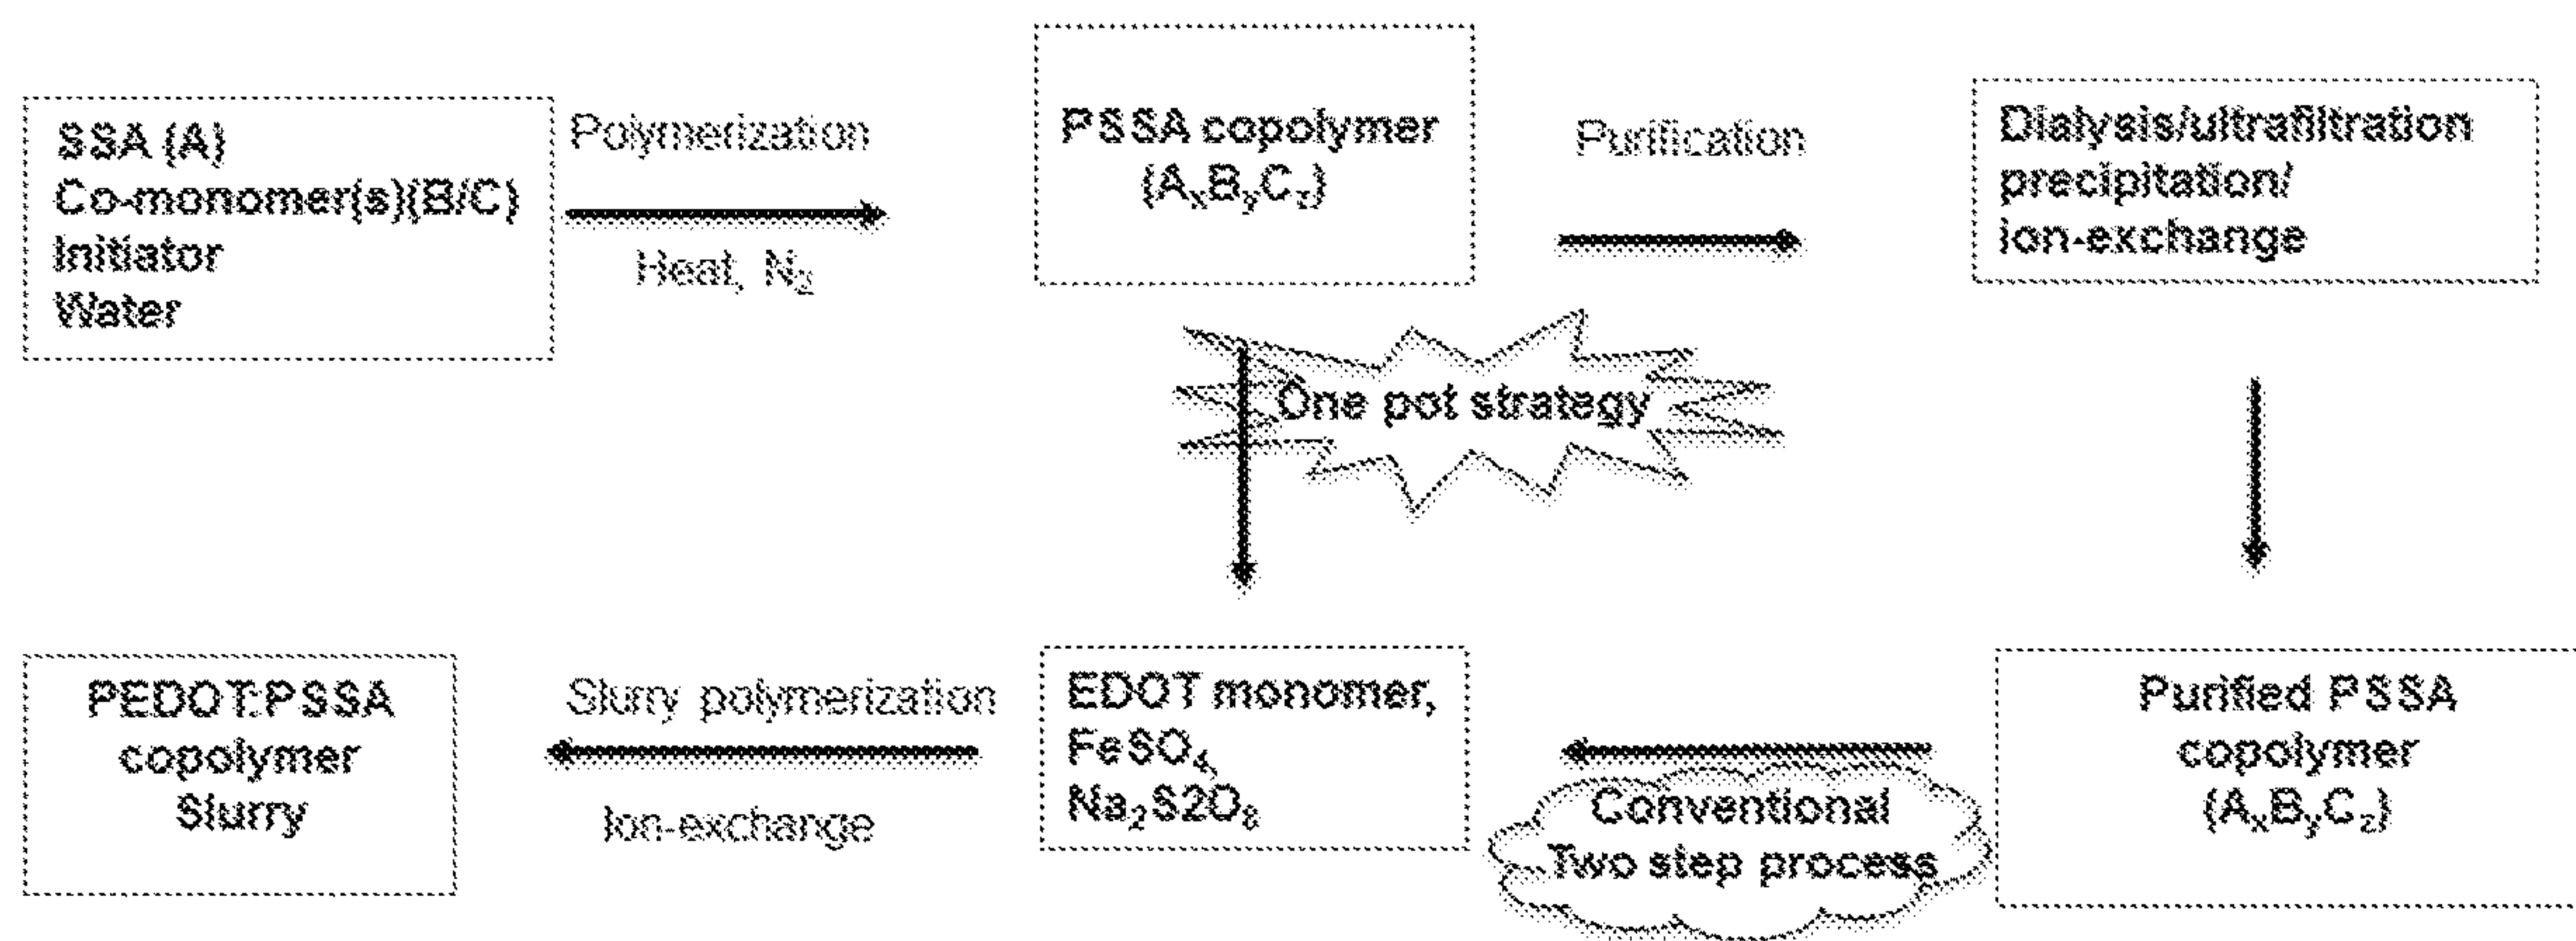 SSA (A)
Co-monomer(s)(B/C)
Initiator
Water
Polymerization
Heat, N₂
PSSA copolymer
(AₓBᵧC𝓏)
Purification
Dialysis/ultrafiltration
precipitation/
ion-exchange
One pot strategy
PEDOT:PSSA
copolymer
Slurry
Slurry polymerization
Ion-exchange
EDOT monomer,
FeSO₄,
Na₂S2O₈
Conventional
Two step process
Purified PSSA
copolymer
(AₓBᵧC𝓏)